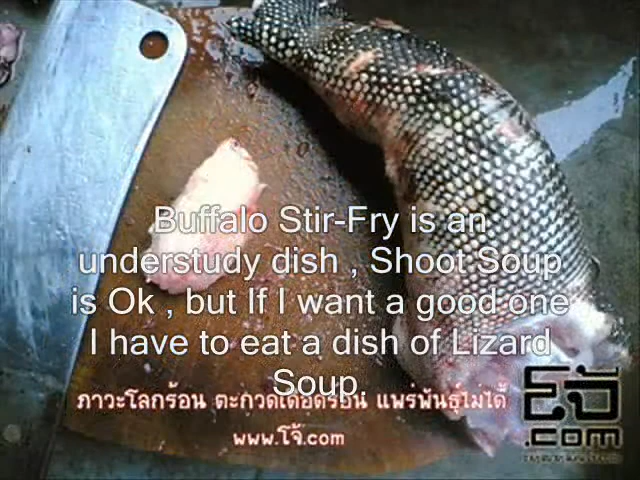 Buffalo Stir-Fry is an
understudy dish , Shoot Soup
is Ok , but If I want a good one
I have to eat a dish of Lizard
Soup.
ภาวะโลกร้อน ตะกวดเดือดร้อน แพร่พันธุ์ไม่ได้
www.โจ้.com
โจ้
.com